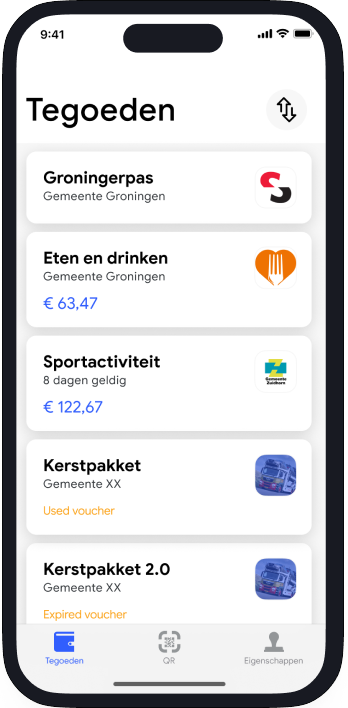 9:41
Tegoeden
Groningerpas
Gemeente Groningen
Eten en drinken
Gemeente Groningen
€ 63,47
Sportactiviteit
8 dagen geldig
Gemeente
Zuidhorn
€ 122,67
Kerstpakket
Gemeente XX
Used voucher
Kerstpakket 2.0
Gemeente XX
Expired voucher
Tegoeden
QR
Eigenschappen